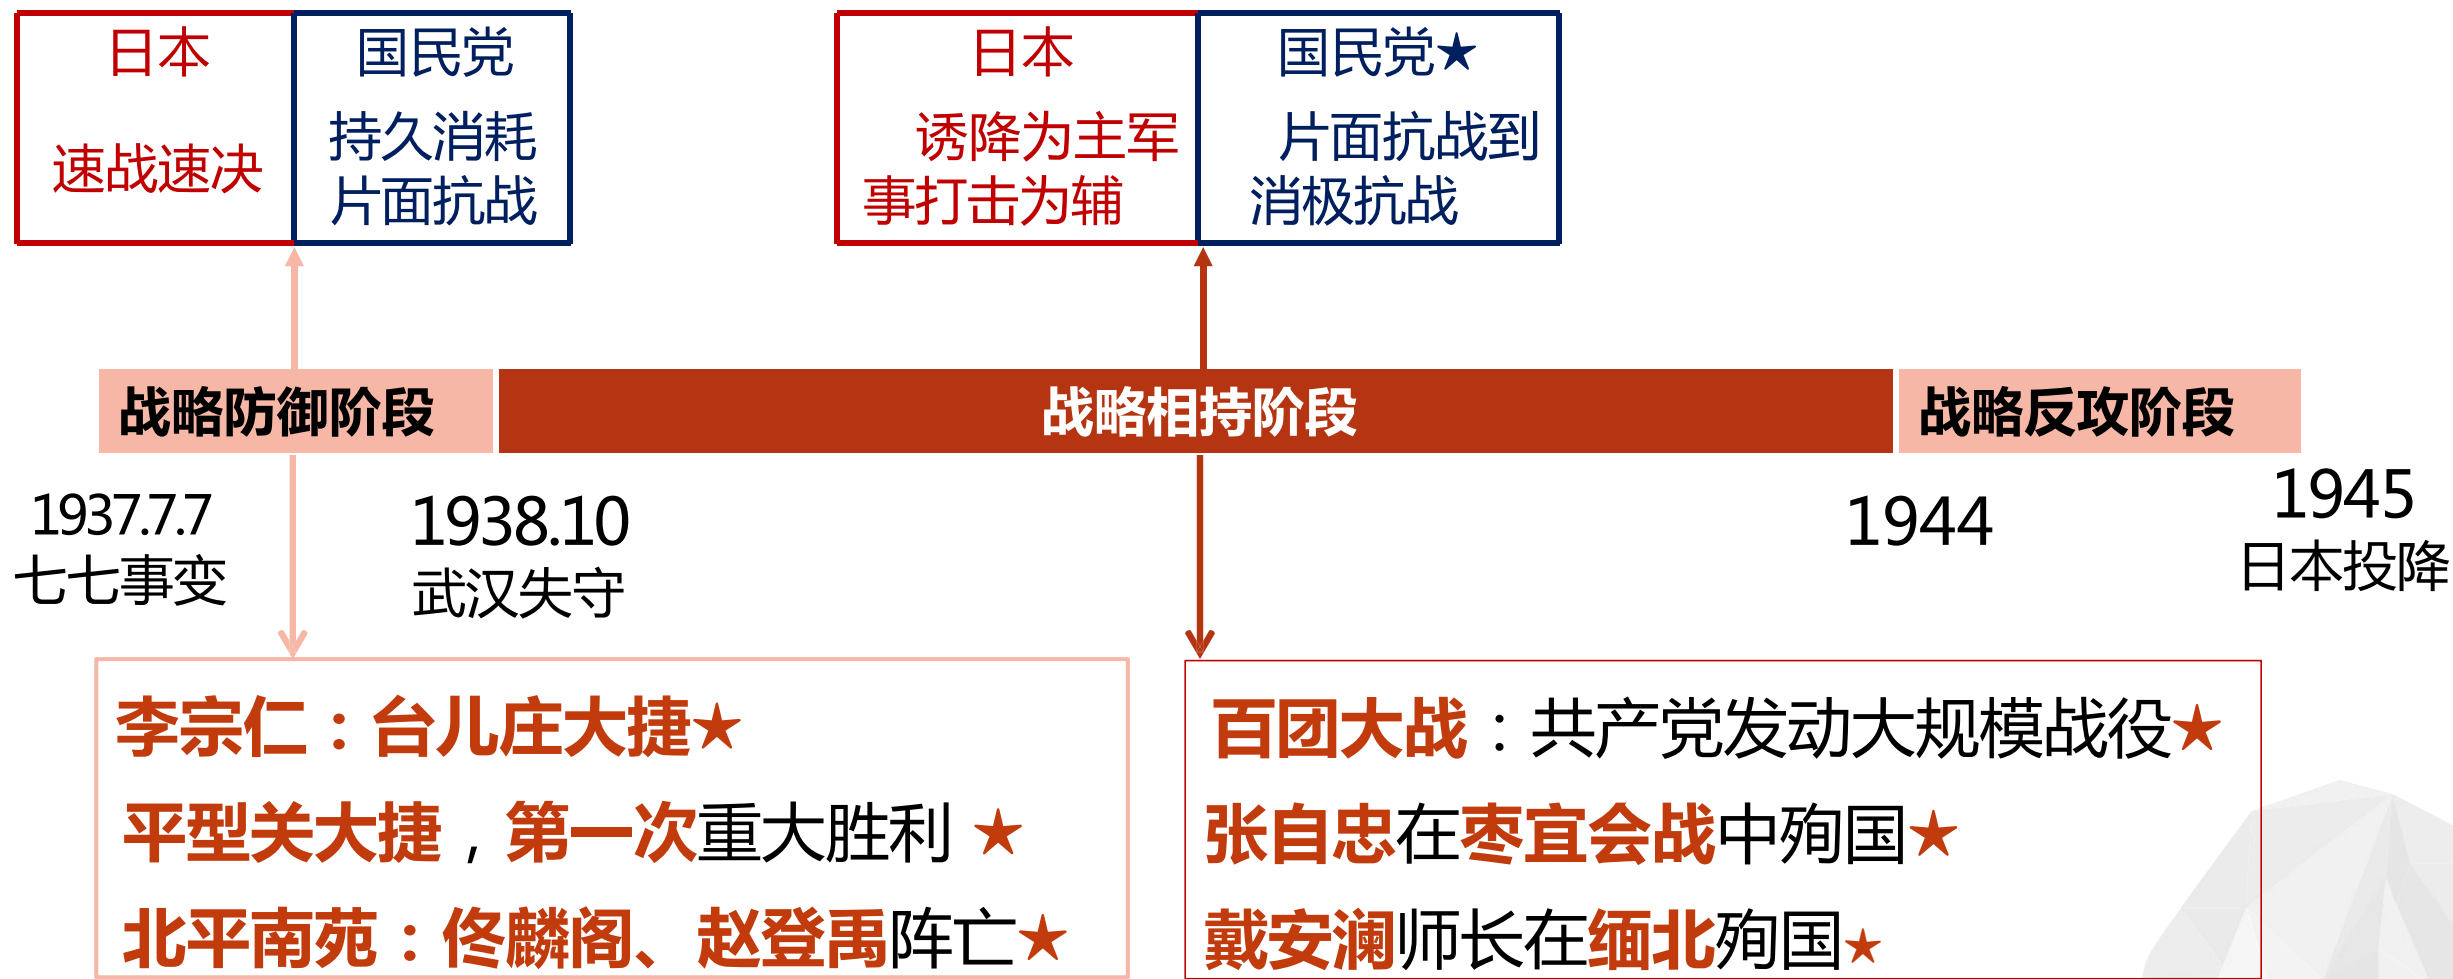 日本
国民党
速战速决
持久消耗
片面抗战
日本
国民党★
诱降为主军
事打击为辅
片面抗战到
消极抗战
战略防御阶段
战略相持阶段
战略反攻阶段
1937.7.7
七七事变
1938.10
武汉失守
1944
1945
日本投降
李宗仁：台儿庄大捷★
平型关大捷，第一次重大胜利 ★
北平南苑：佟麟阁、赵登禹阵亡★
百团大战：共产党发动大规模战役★
张自忠在枣宜会战中殉国★
戴安澜师长在缅北殉国★